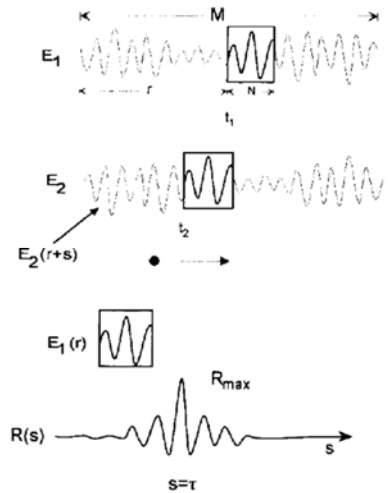 M
E1
r
N
t1
E2
t2
E2(r+s)
E1(r)
Rmax
R(s)
s
s=τ